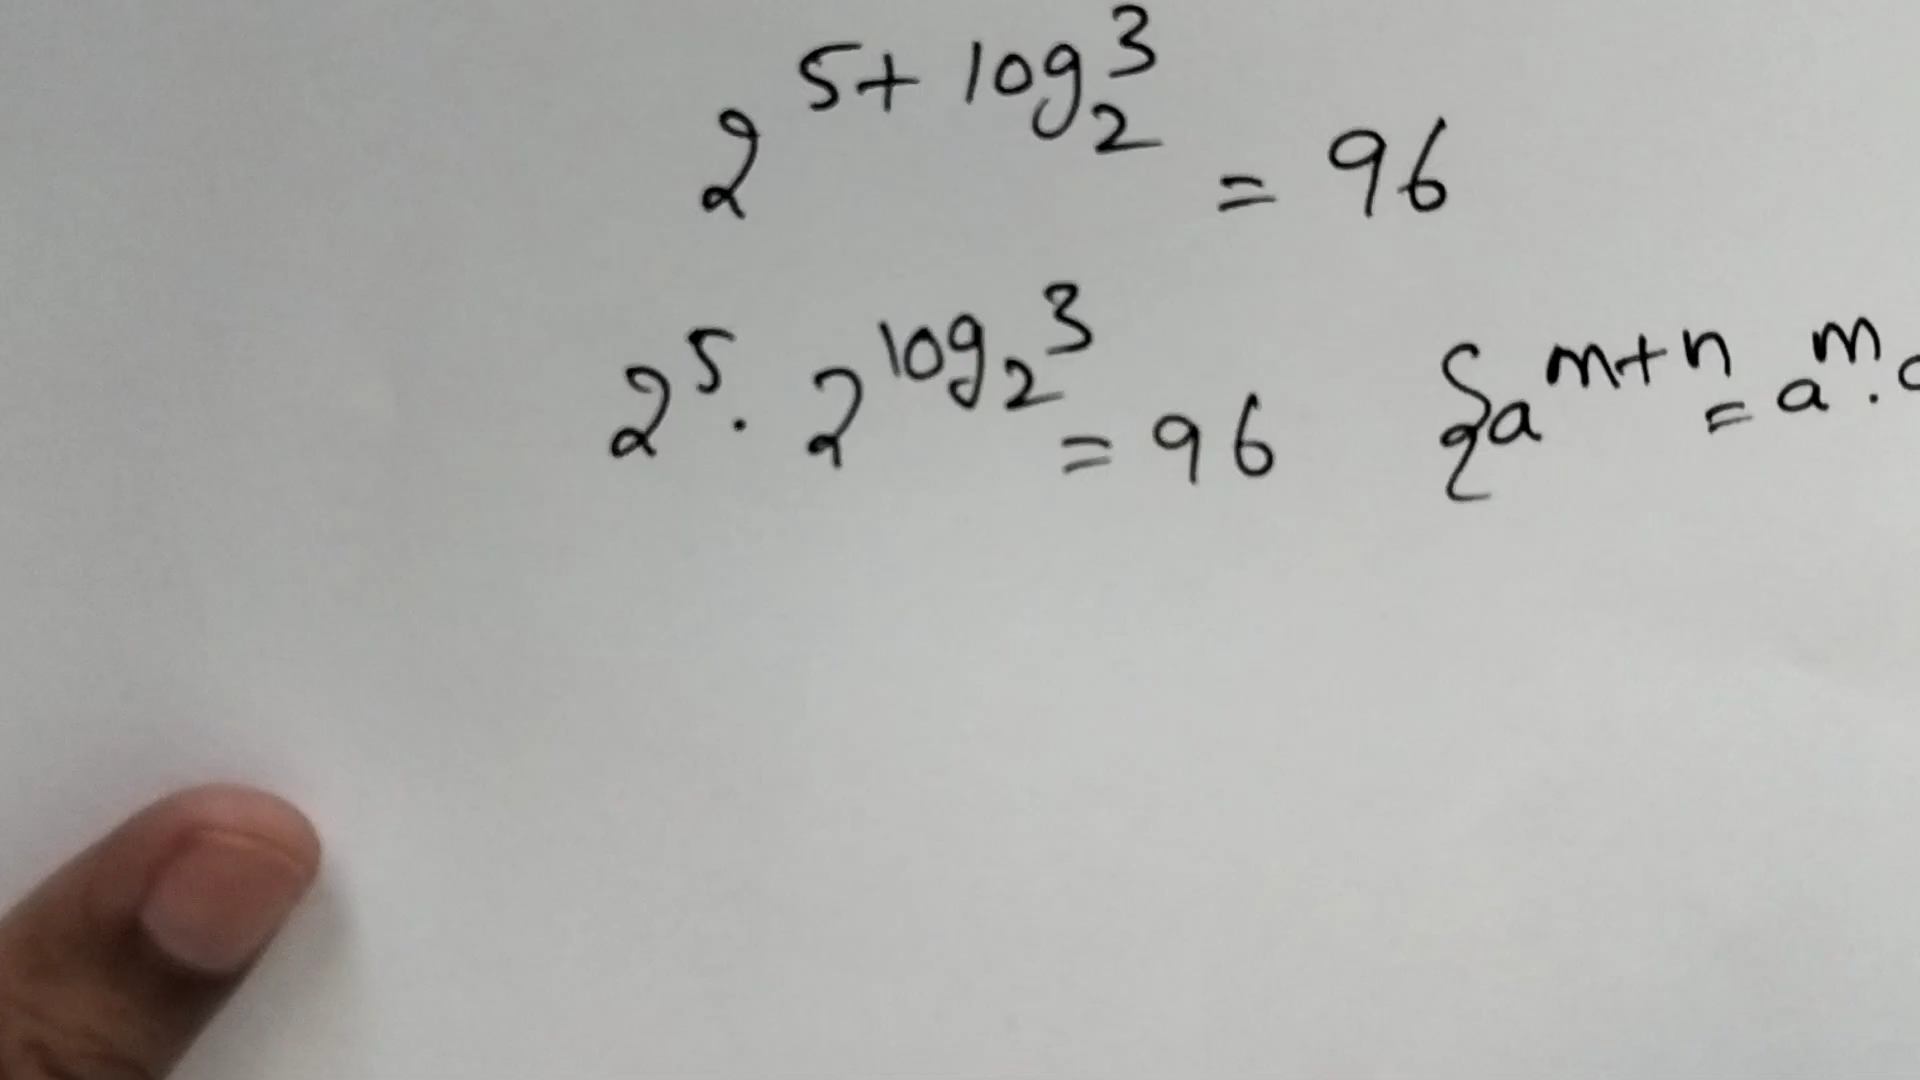 2^{5+log_2 3} = 96
2^5 . 2^{log_2 3} = 96 {a^{m+n} = a^m .